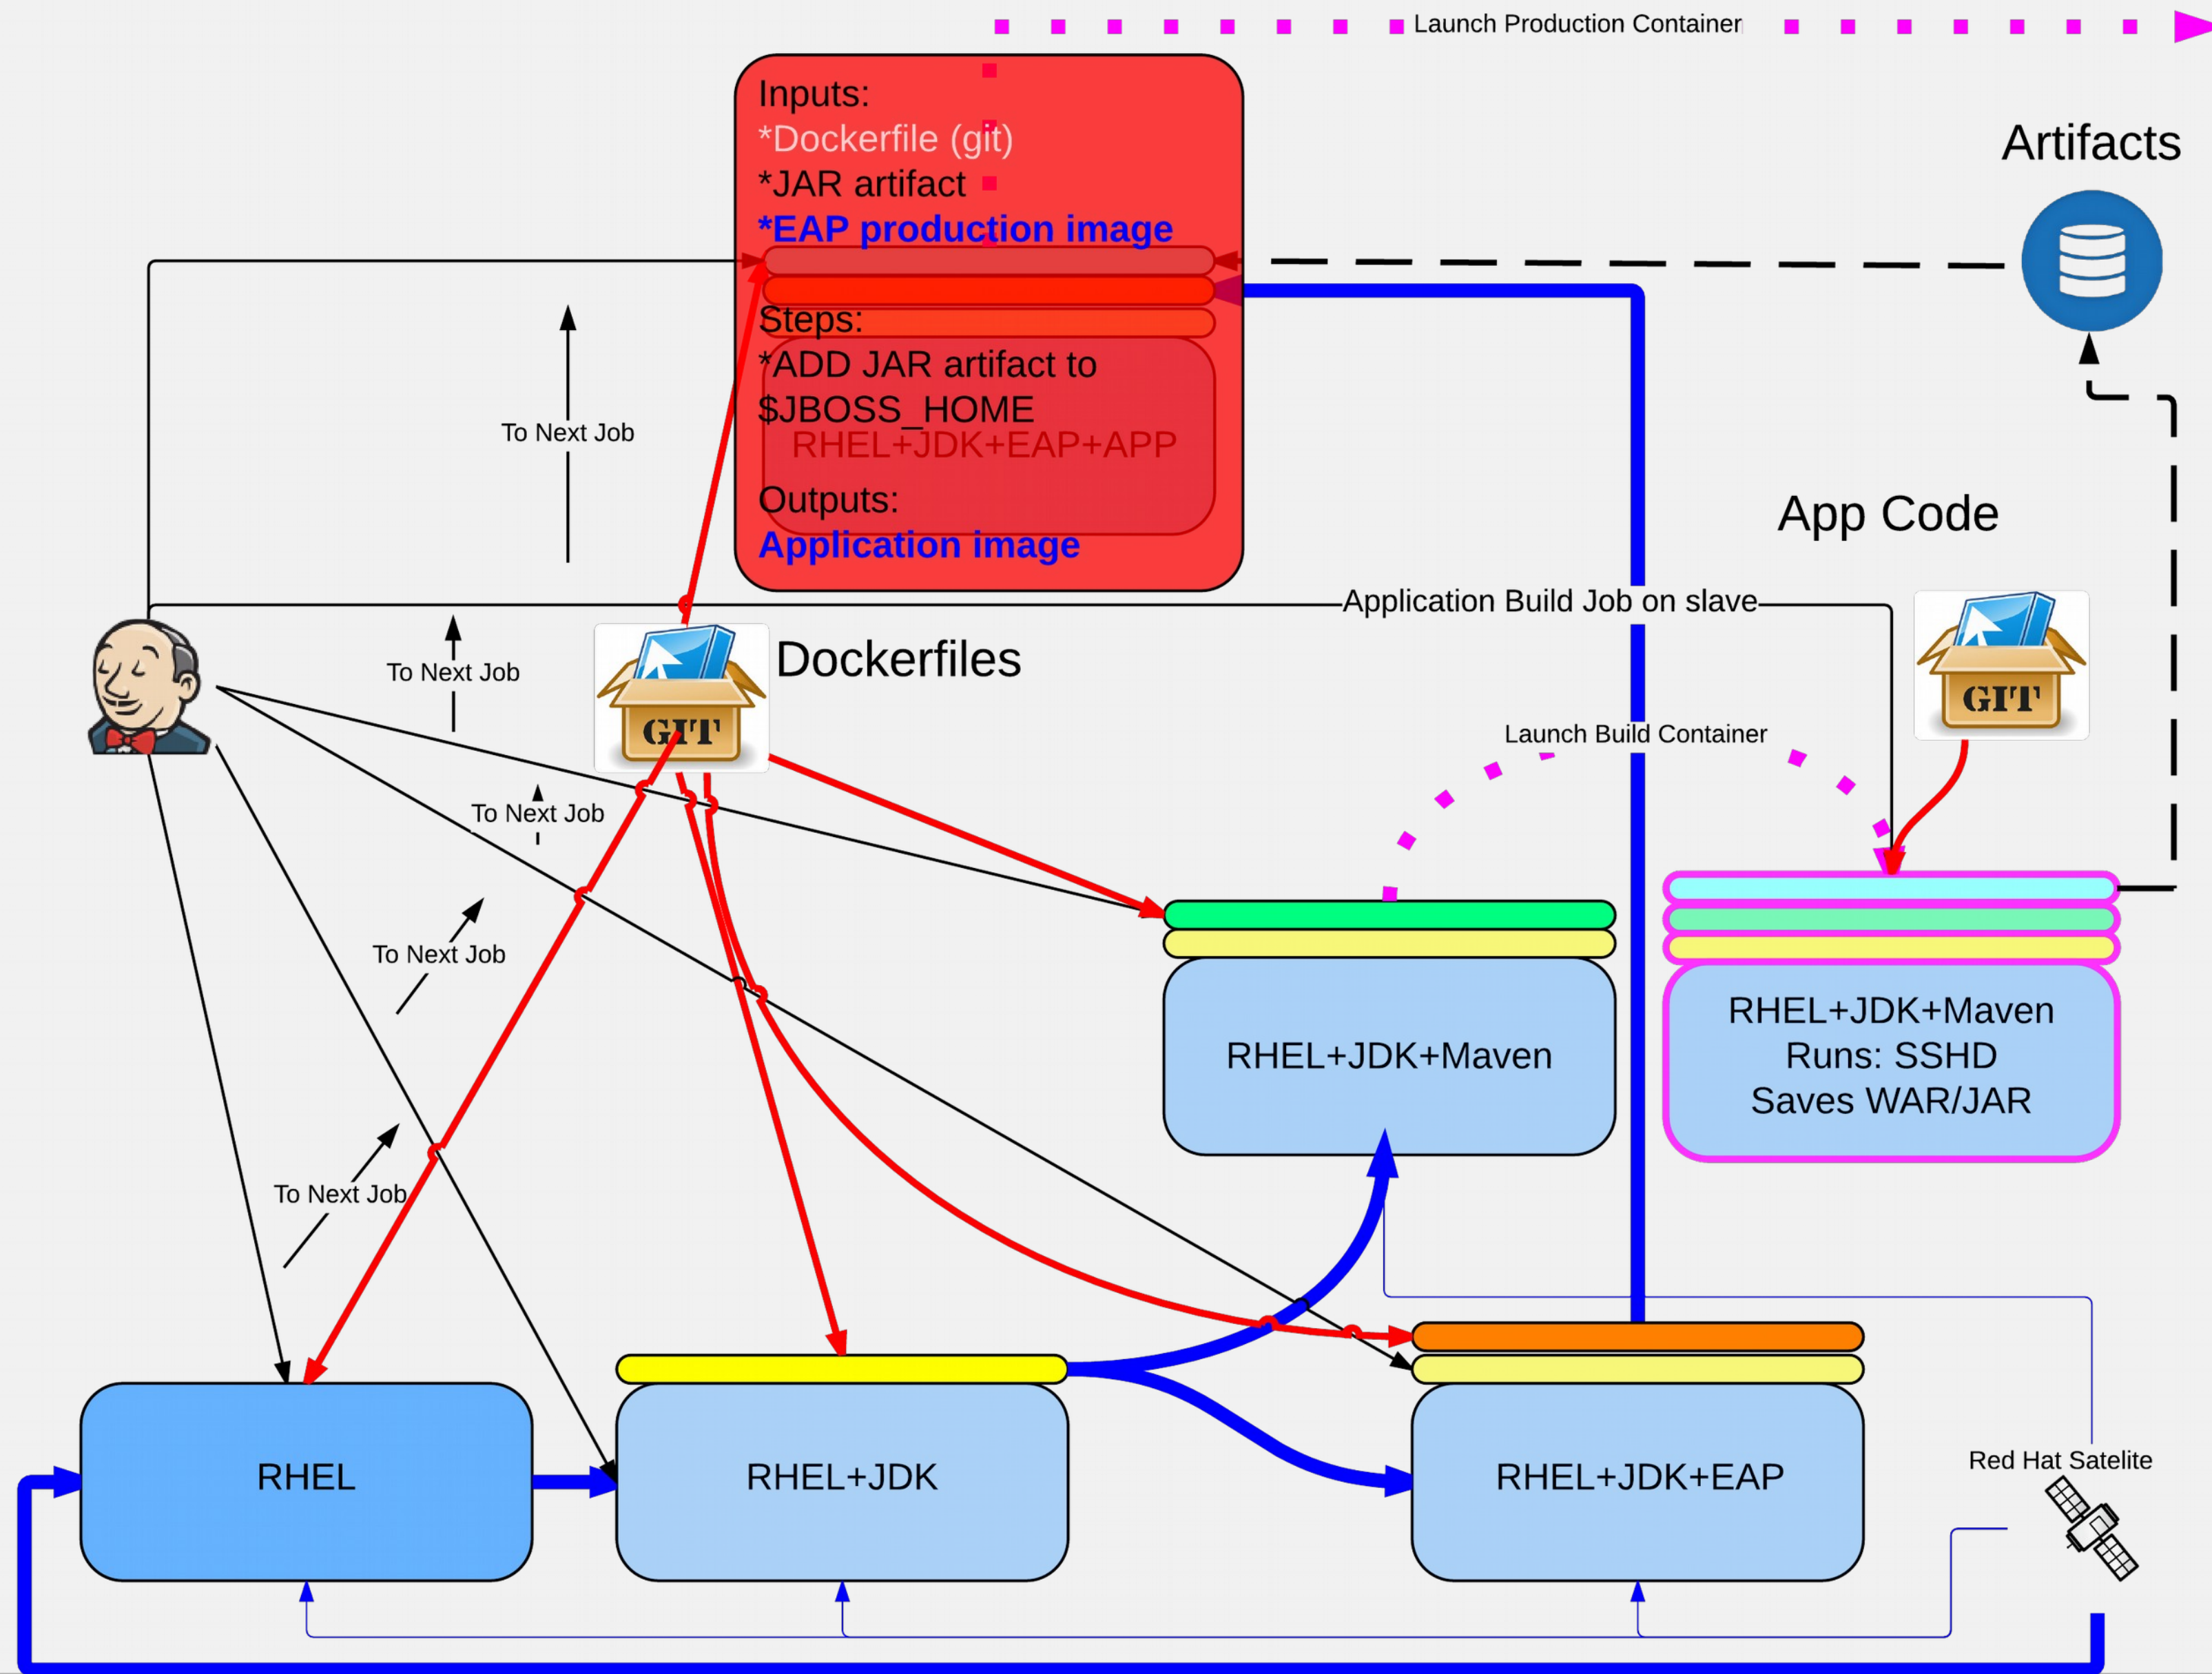 Launch Production Container
Inputs:
*Dockerfile (git)
*JAR artifact
*EAP production image
Steps:
*ADD JAR artifact to
$JBOSS_HOME
RHEL+JDK+EAP+APP
Outputs:
Application image
Artifacts
To Next Job
App Code
Application Build Job on slave
GIT
Dockerfiles
GIT
To Next Job
Launch Build Container
To Next Job
To Next Job
RHEL+JDK+Maven
RHEL+JDK+Maven
Runs: SSHD
Saves WAR/JAR
To Next Job
RHEL
RHEL+JDK
RHEL+JDK+EAP
Red Hat Satelite